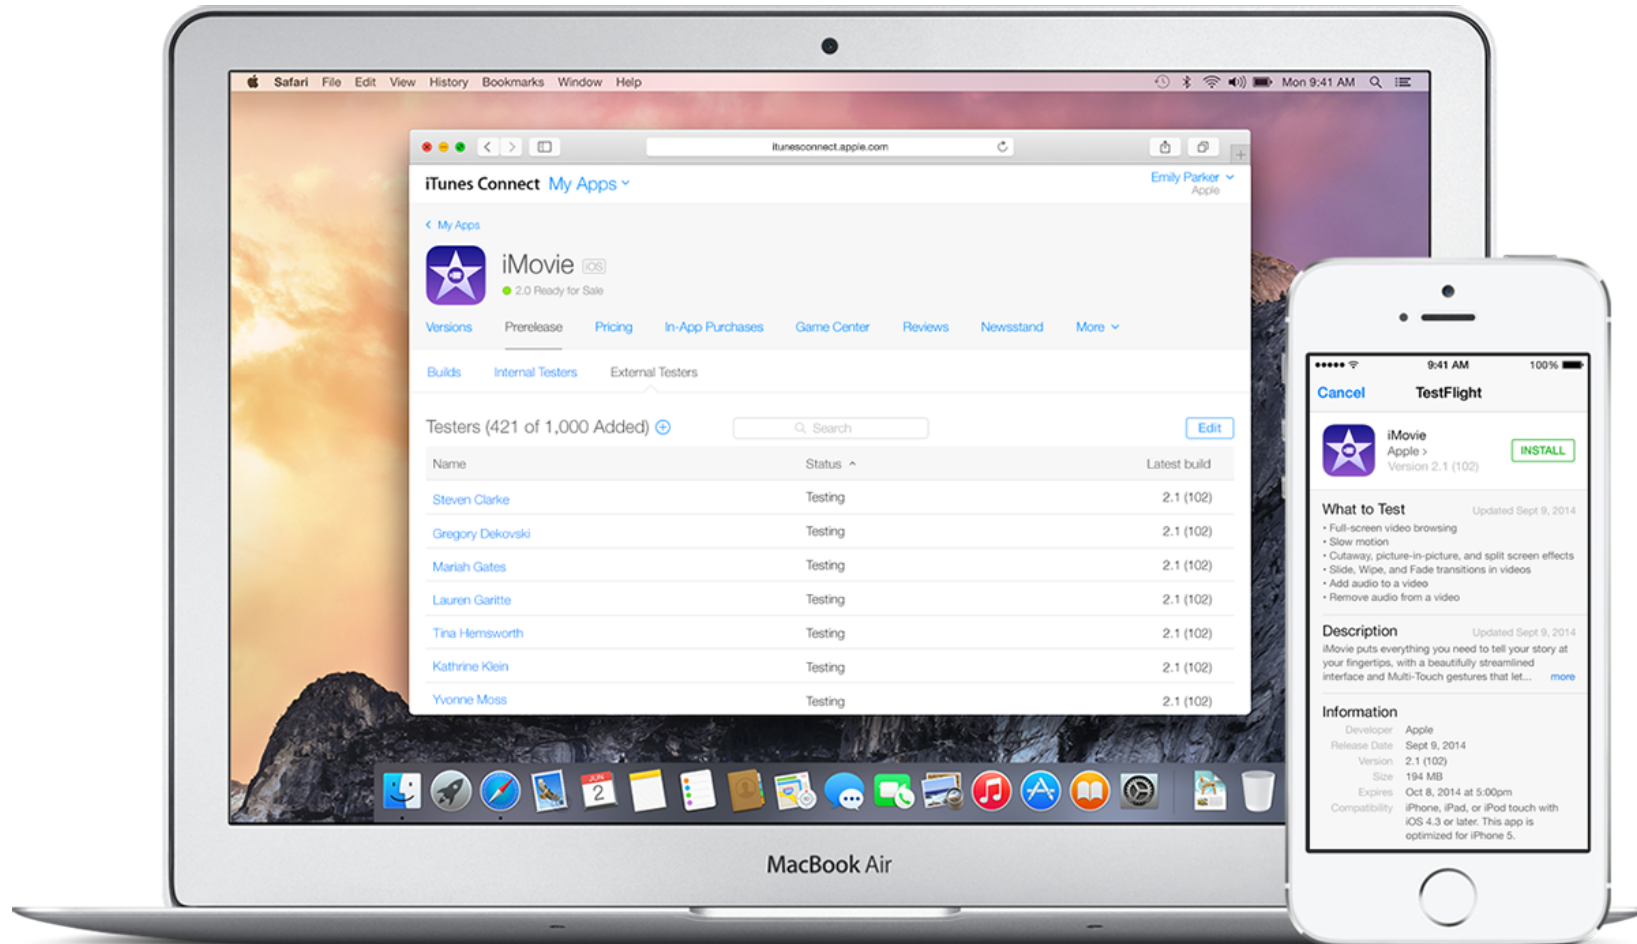 Safari File Edit View History Bookmarks Window Help Mon 9:41 AM
itunesconnect.apple.com
iTunes Connect My Apps
Emily Parker
Apple
My Apps
iMovie iOS
2.0 Ready for Sale
Versions Prerelease Pricing In-App Purchases Game Center Reviews Newsstand More
Builds Internal Testers External Testers
Testers (421 of 1,000 Added) Search Edit
Name Status Latest build
Steven Clarke Testing 2.1 (102)
Gregory Dekovski Testing 2.1 (102)
Mariah Gates Testing 2.1 (102)
Lauren Garitte Testing 2.1 (102)
Tina Hemsworth Testing 2.1 (102)
Kathrine Klein Testing 2.1 (102)
Yvonne Moss Testing 2.1 (102)
JUN
2
MacBook Air
9:41 AM 100%
Cancel TestFlight
iMovie
Apple >
Version 2.1 (102)
INSTALL
What to Test Updated Sept 9, 2014
• Full-screen video browsing
• Slow motion
• Cutaway, picture-in-picture, and split screen effects
• Slide, Wipe, and Fade transitions in videos
• Add audio to a video
• Remove audio from a video
Description Updated Sept 9, 2014
iMovie puts everything you need to tell your story at
your fingertips, with a beautifully streamlined
interface and Multi-Touch gestures that let... more
Information
Developer Apple
Release Date Sept 9, 2014
Version 2.1 (102)
Size 194 MB
Expires Oct 8, 2014 at 5:00pm
Compatibility iPhone, iPad, or iPod touch with
iOS 4.3 or later. This app is
optimized for iPhone 5.